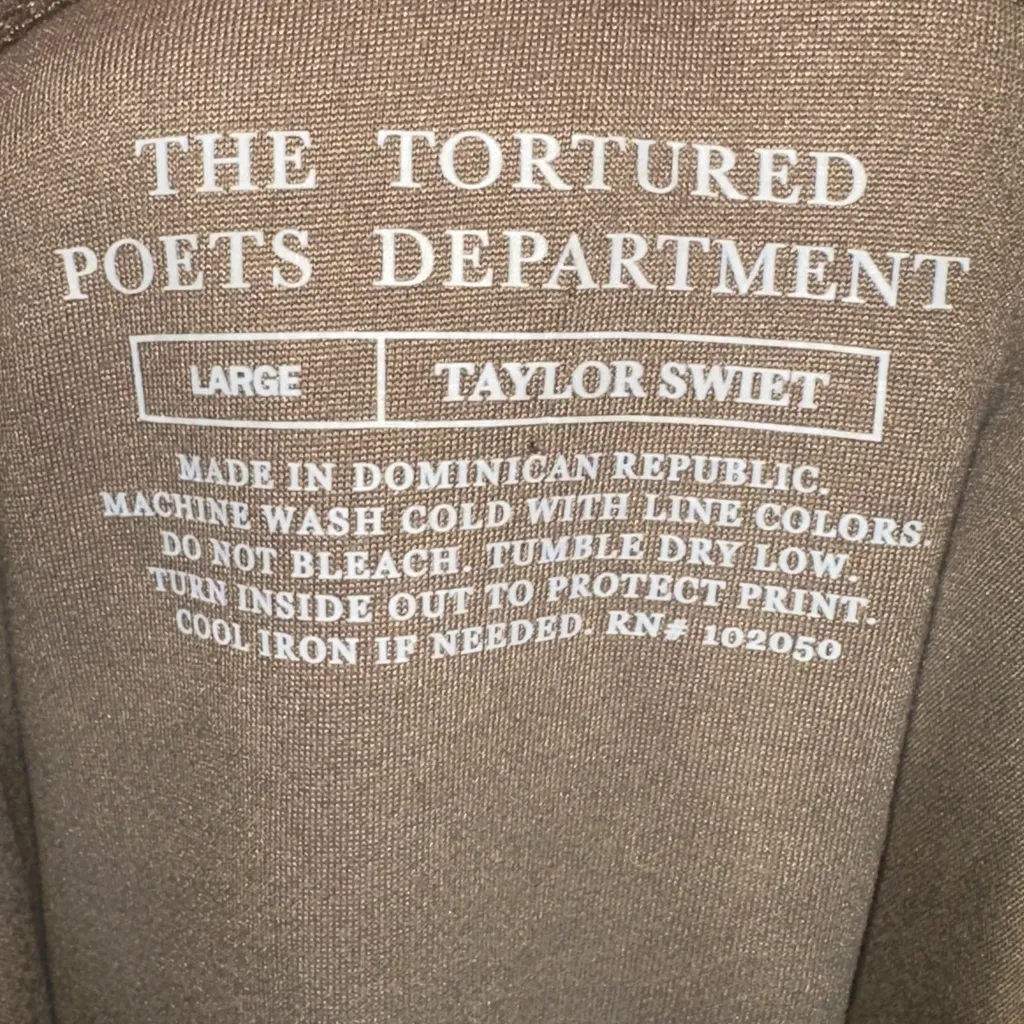 THE TORTURED
POETS DEPARTMENT
LARGE TAYLOR SWIFT
MADE IN DOMINICAN REPUBLIC.
MACHINE WASH COLD WITH LINE COLORS.
DO NOT BLEACH. TUMBLE DRY LOW.
TURN INSIDE OUT TO PROTECT PRINT.
COOL IRON IF NEEDED. RN# 102050